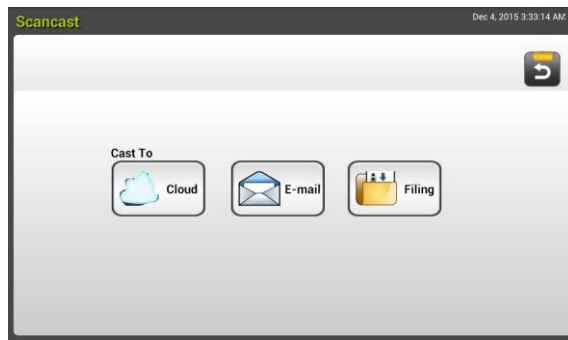 Scancast
Dec 4, 2015 3:33:14 AM
Cast To
Cloud
E-mail
Filing